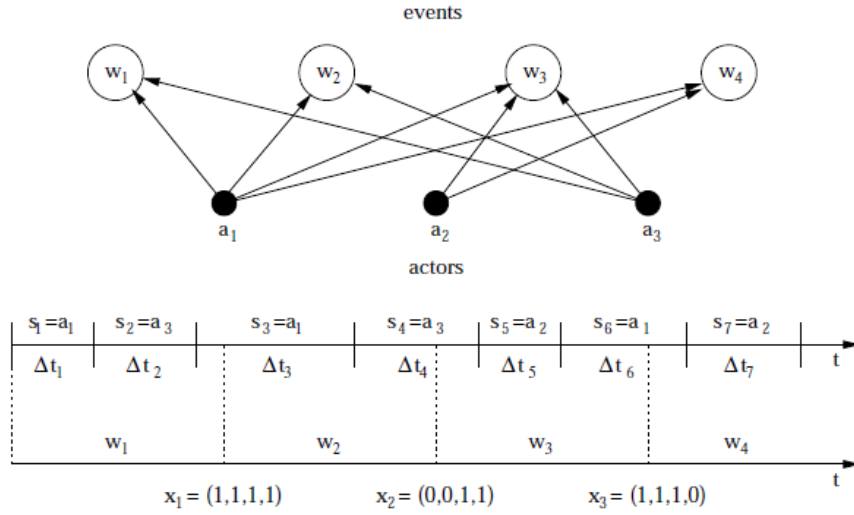 events
w₁ w₂ w₃ w₄
a₁ a₂ a₃
actors
s₁=a₁ s₂=a₃ s₃=a₁ s₄=a₃ s₅=a₂ s₆=a₁ s₇=a₂
Δt₁ Δt₂ Δt₃ Δt₄ Δt₅ Δt₆ Δt₇ t
w₁ w₂ w₃ w₄
t
x₁ = (1,1,1,1) x₂ = (0,0,1,1) x₃ = (1,1,1,0)